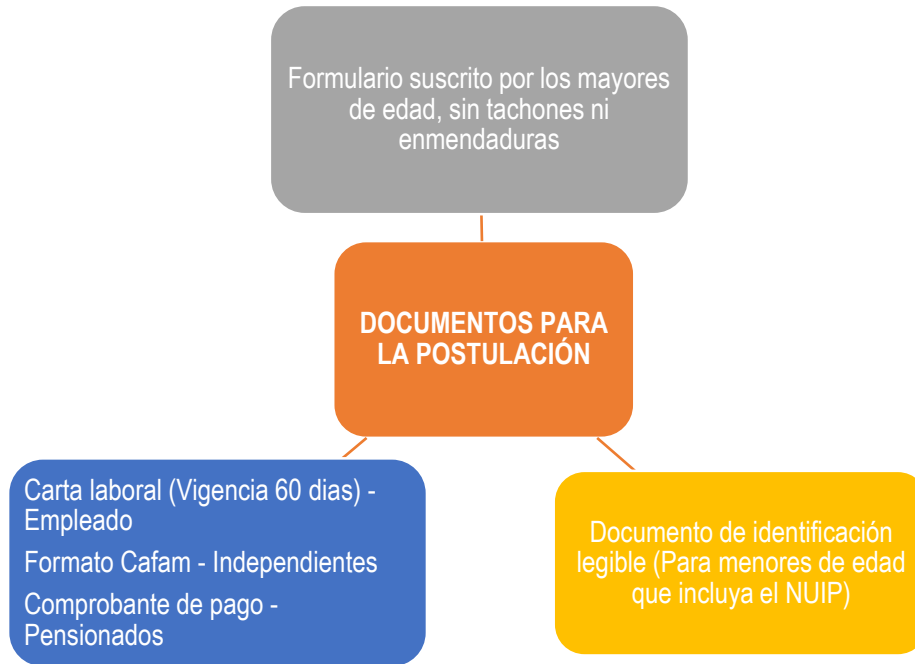 Formulario suscrito por los mayores
de edad, sin tachones ni
enmendaduras
DOCUMENTOS PARA
LA POSTULACIÓN
Carta laboral (Vigencia 60 dias) -
Empleado
Formato Cafam - Independientes
Comprobante de pago -
Pensionados
Documento de identificación
legible (Para menores de edad
que incluya el NUIP)